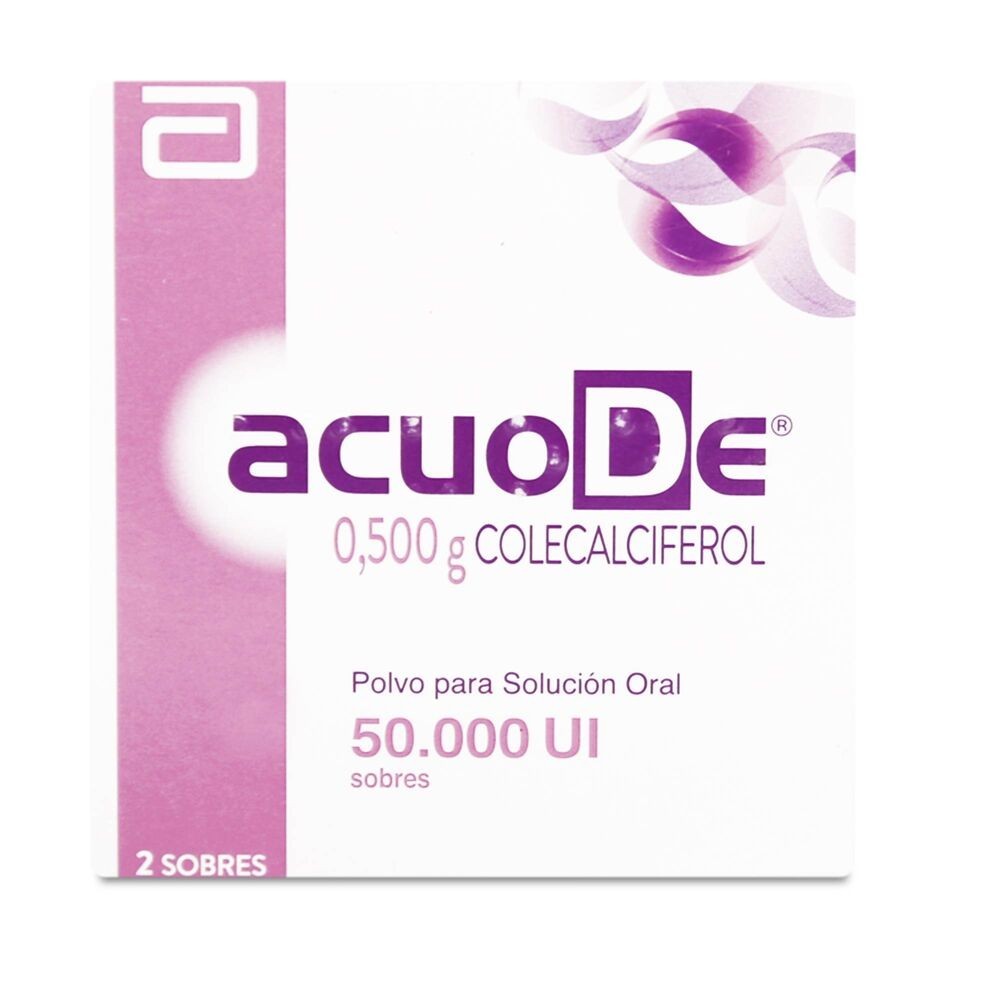 acuoDe®
0,500 g COLECALCIFEROL
Polvo para Solución Oral
50.000 UI
sobres
2 SOBRES